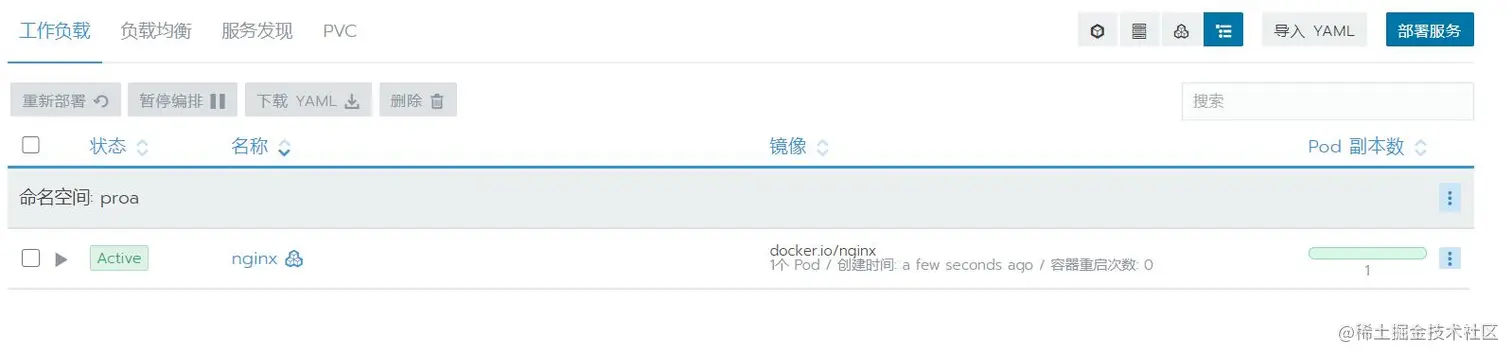 工作负载 负载均衡 服务发现 PVC 导入 YAML 部署服务
重新部署 暂停编排 下载 YAML 删除 搜索
状态 名称 镜像 Pod 副本数
命名空间: proa
Active nginx docker.io/nginx
1个 Pod / 创建时间: a few seconds ago / 容器重启次数: 0 1
@稀土掘金技术社区